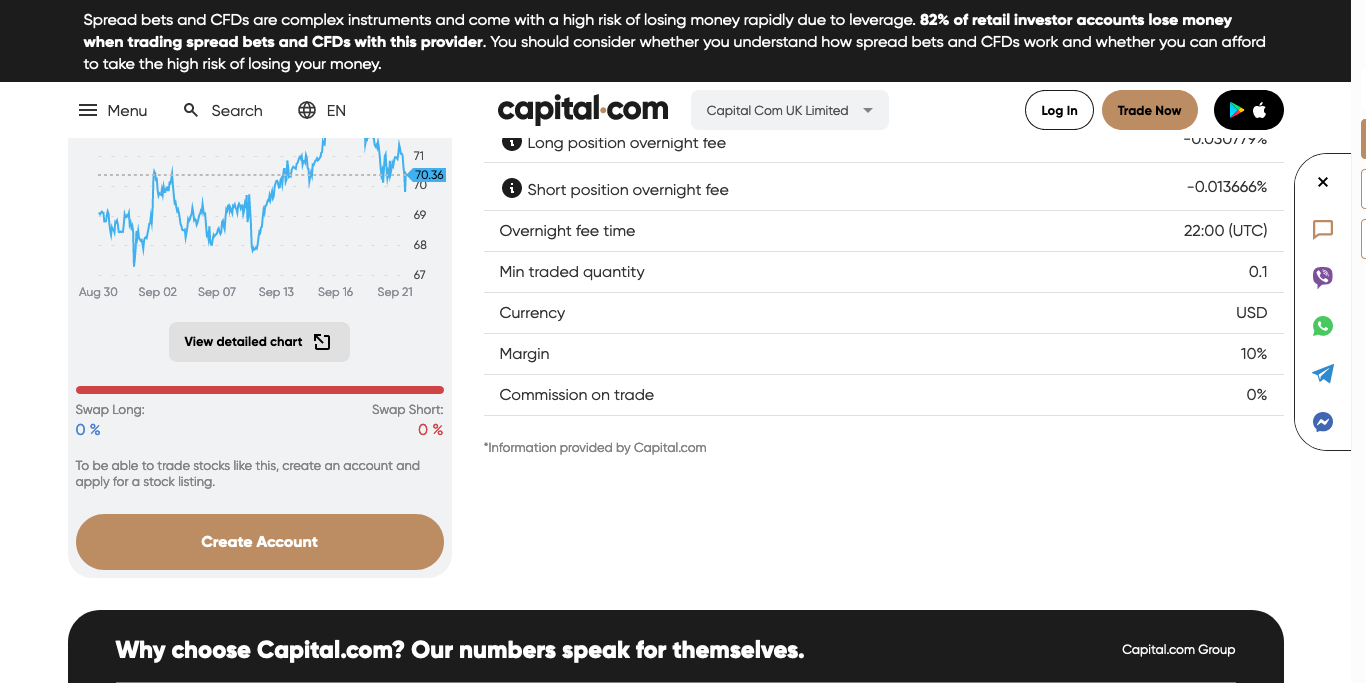 Spread bets and CFDs are complex instruments and come with a high risk of losing money rapidly due to leverage. 82% of retail investor accounts lose money
when trading spread bets and CFDs with this provider. You should consider whether you understand how spread bets and CFDs work and whether you can afford
to take the high risk of losing your money.
Menu
Search
EN
capital.com
Capital Com UK Limited
Log In
Trade Now
71
70.36
70
69
68
67
Aug 30
Sep 02
Sep 07
Sep 13
Sep 16
Sep 21
View detailed chart
Swap Long:
Swap Short:
0 %
0 %
To be able to trade stocks like this, create an account and
apply for a stock listing.
Create Account
Long position overnight fee
Short position overnight fee
-0.013666%
Overnight fee time
22:00 (UTC)
Min traded quantity
0.1
Currency
USD
Margin
10%
Commission on trade
0%
*Information provided by Capital.com
Why choose Capital.com? Our numbers speak for themselves.
Capital.com Group